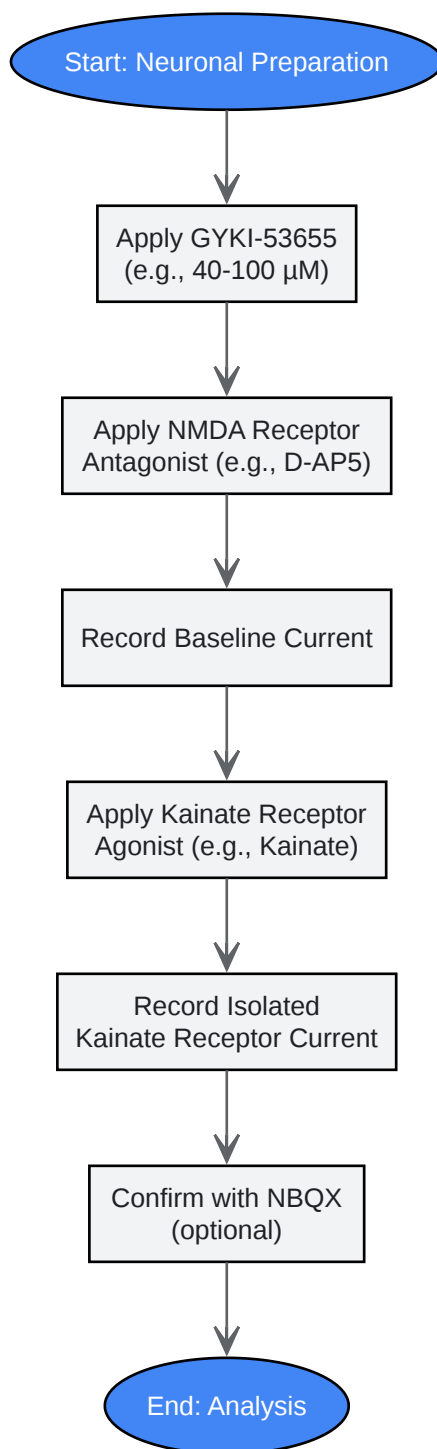 Start: Neuronal Preparation
Apply GYKI-53655
(e.g., 40-100 µM)
Apply NMDA Receptor
Antagonist (e.g., D-AP5)
Record Baseline Current
Apply Kainate Receptor
Agonist (e.g., Kainate)
Record Isolated
Kainate Receptor Current
Confirm with NBQX
(optional)
End: Analysis